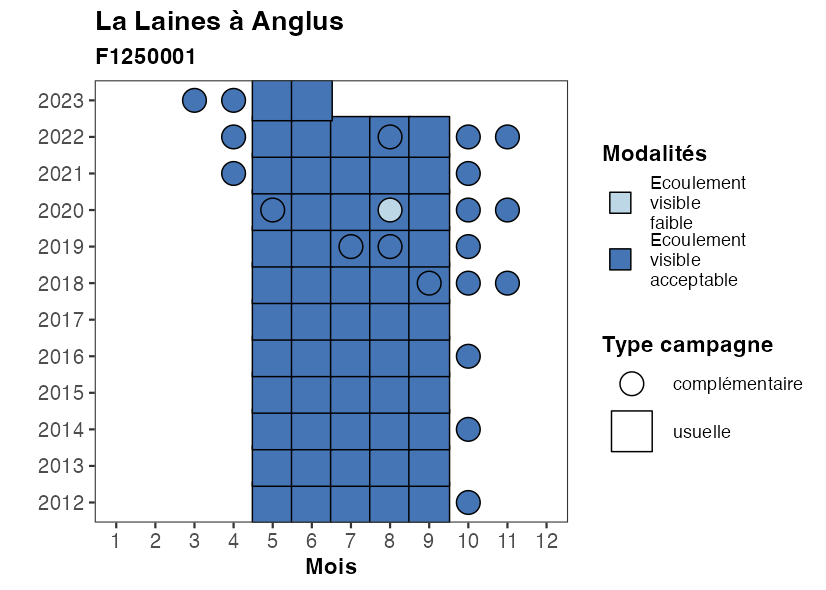 La Laines à Anglus
F1250001
2023
2022
2021
2020
2019
2018
2017
2016
2015
2014
2013
2012
1 2 3 4 5 6 7 8 9 10 11 12
Mois
Modalités
Ecoulement
visible
faible
Ecoulement
visible
acceptable
Type campagne
complémentaire
usuelle